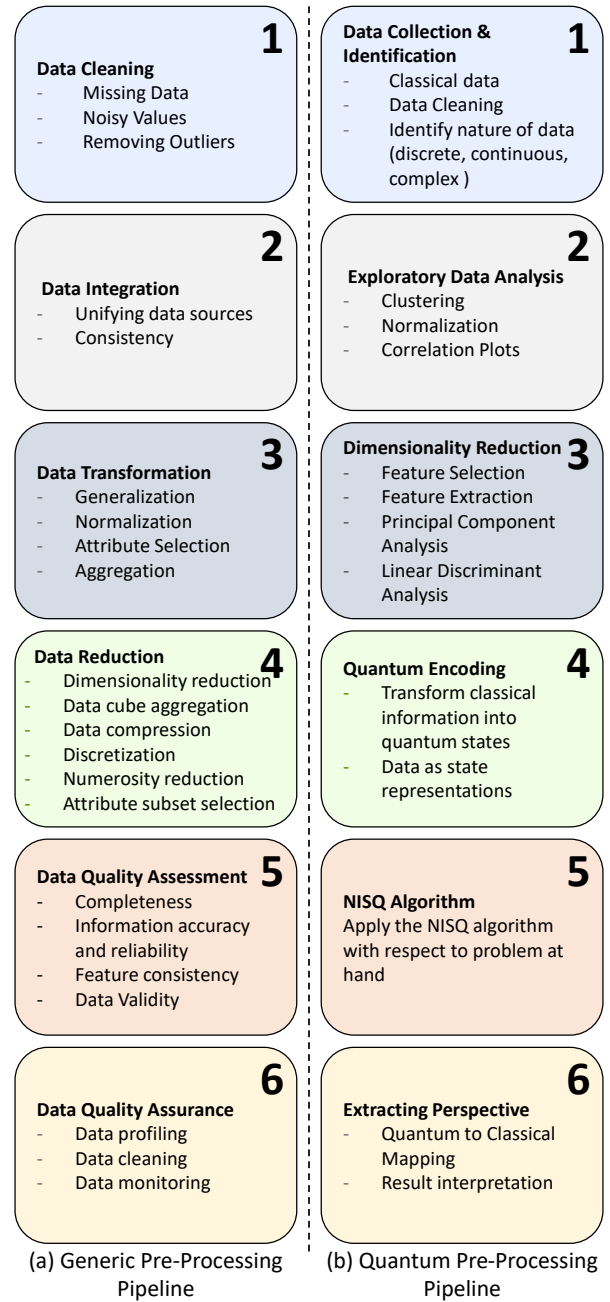 1
Data Cleaning
- Missing Data
- Noisy Values
- Removing Outliers
2
Data Integration
- Unifying data sources
- Consistency
3
Data Transformation
- Generalization
- Normalization
- Attribute Selection
- Aggregation
4
Data Reduction
- Dimensionality reduction
- Data cube aggregation
- Data compression
- Discretization
- Numerosity reduction
- Attribute subset selection
5
Data Quality Assessment
- Completeness
- Information accuracy
and reliability
- Feature consistency
- Data Validity
6
Data Quality Assurance
- Data profiling
- Data cleaning
- Data monitoring
(a) Generic Pre-Processing
Pipeline
1
Data Collection &
Identification
- Classical data
- Data Cleaning
- Identify nature of data
(discrete, continuous,
complex )
2
Exploratory Data Analysis
- Clustering
- Normalization
- Correlation Plots
3
Dimensionality Reduction
- Feature Selection
- Feature Extraction
- Principal Component
Analysis
- Linear Discriminant
Analysis
4
Quantum Encoding
- Transform classical
information into
quantum states
- Data as state
representations
5
NISQ Algorithm
Apply the NISQ algorithm
with respect to problem at
hand
6
Extracting Perspective
- Quantum to Classical
Mapping
- Result interpretation
(b) Quantum Pre-Processing
Pipeline